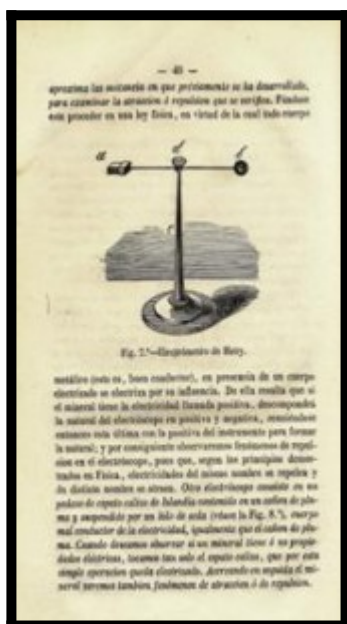 — 45 —
aproxima las sustancia en que préviamente se ha desarrollado,
para examinar la atraccion ó repulsion que se verifica. Fúndase
este proceder en una ley física, en virtud de la cual todo cuerpo
a d b
Fig. 7.ª—Electrómetro de Haüy.
metálico (esto es, buen conductor), en presencia de un cuerpo
electrizado se electriza por su influencia. De ella resulta que si
el mineral tiene la electricidad llamada positiva, descompondrá
la natural del electróscopo en positiva y negativa, reuniéndose
entonces esta última con la positiva del instrumento para formar
la natural; y por consiguiente observaremos fenómenos de repul-
sion en el electróscopo, pues que, segun los principios demos-
trados en Física, electricidades del mismo nombre se repelen y
de distinto nombre se atraen. Otro electróscopo consiste en un
pedazo de espato calizo de Islandia contenido en un cañon de plu-
ma y suspendido por un hilo de seda (véase la Fig. 8.ª), cuerpo
mal conductor de la electricidad, igualmente que el cañon de plu-
ma. Cuando deseamos observar si un mineral tiene ó no propie-
dades eléctricas, tocamos tan solo el espato calizo, que por esta
simple operacion queda electrizado. Acercando en seguida el mi-
neral veremos tambien fenómenos de atraccion ó de repulsion.